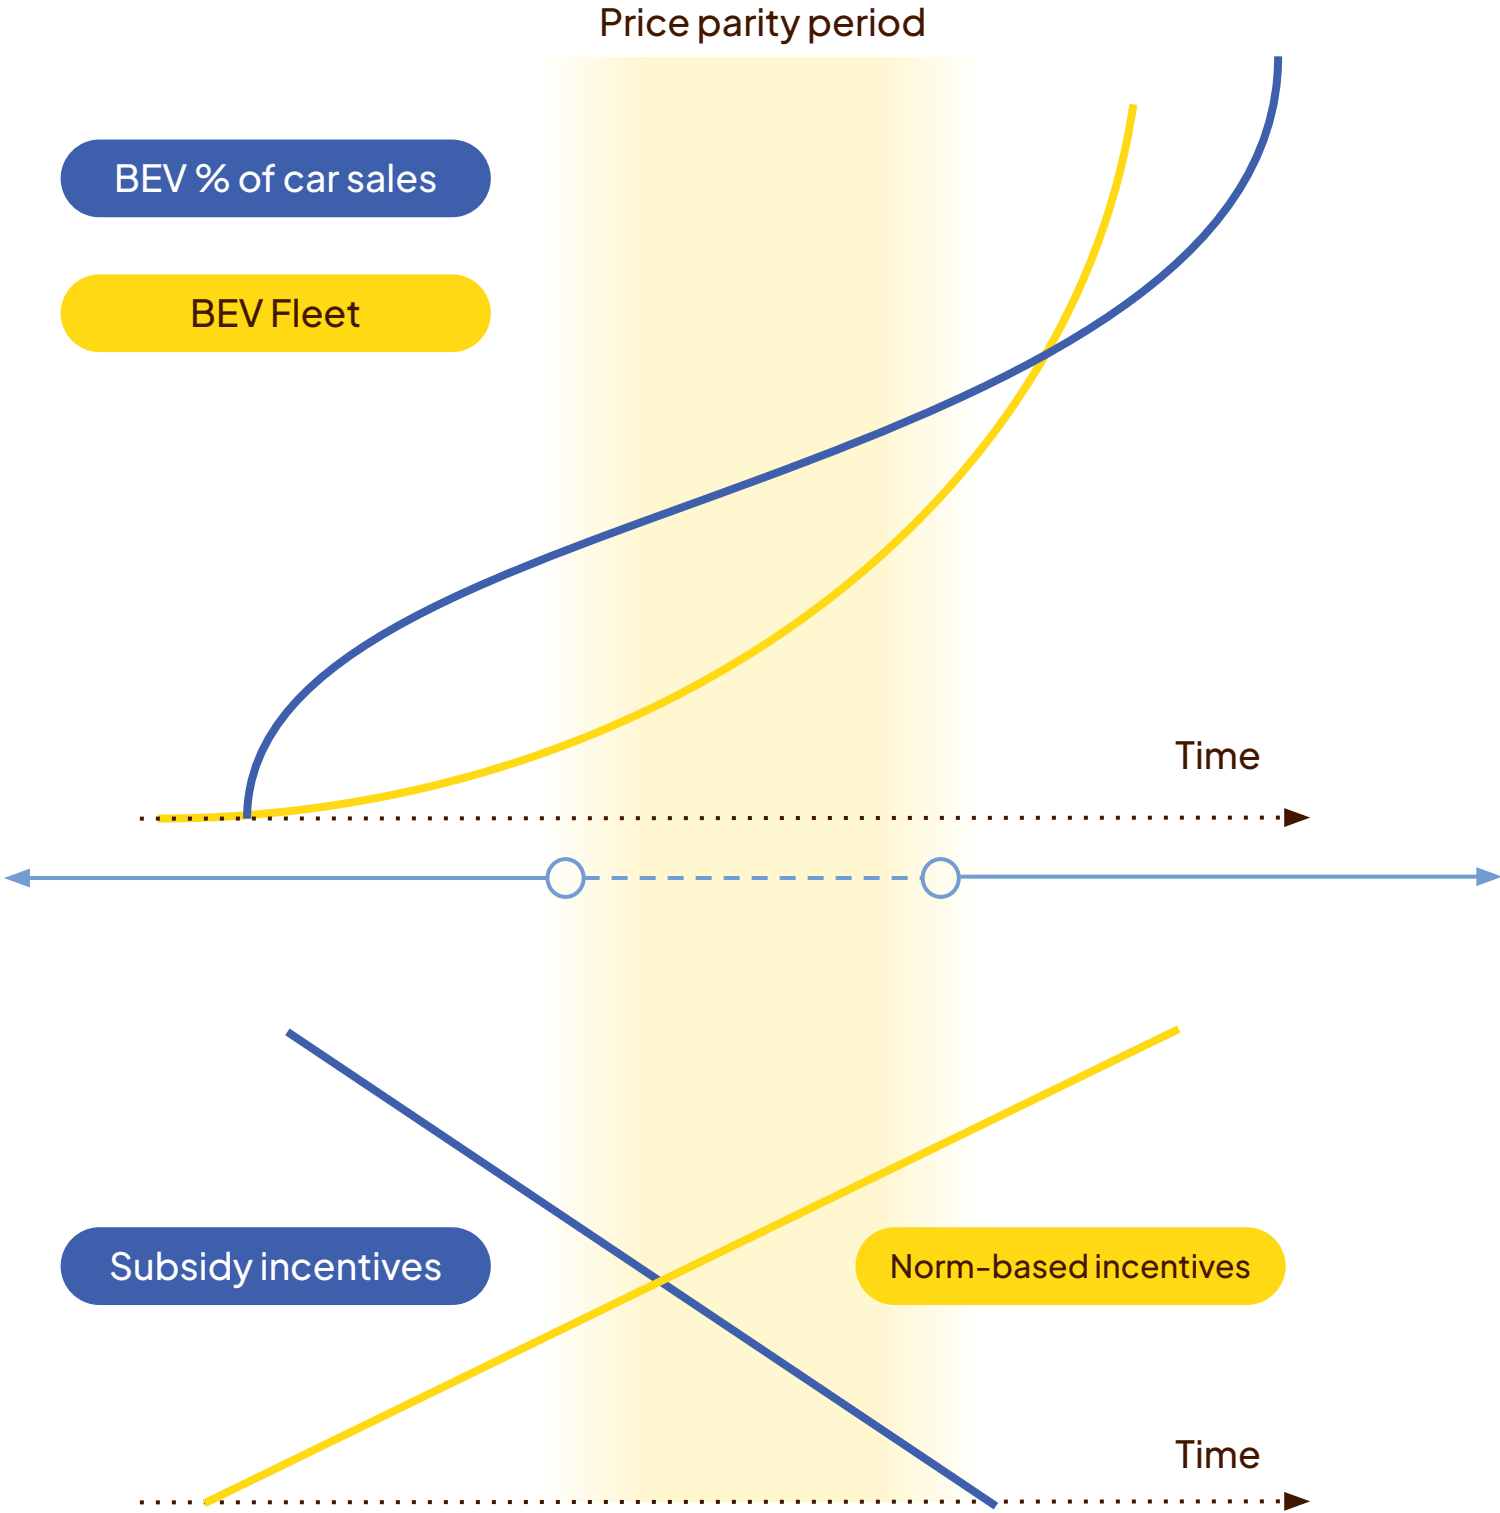 Price parity period
BEV % of car sales
BEV Fleet
Time
Subsidy incentives
Norm-based incentives
Time